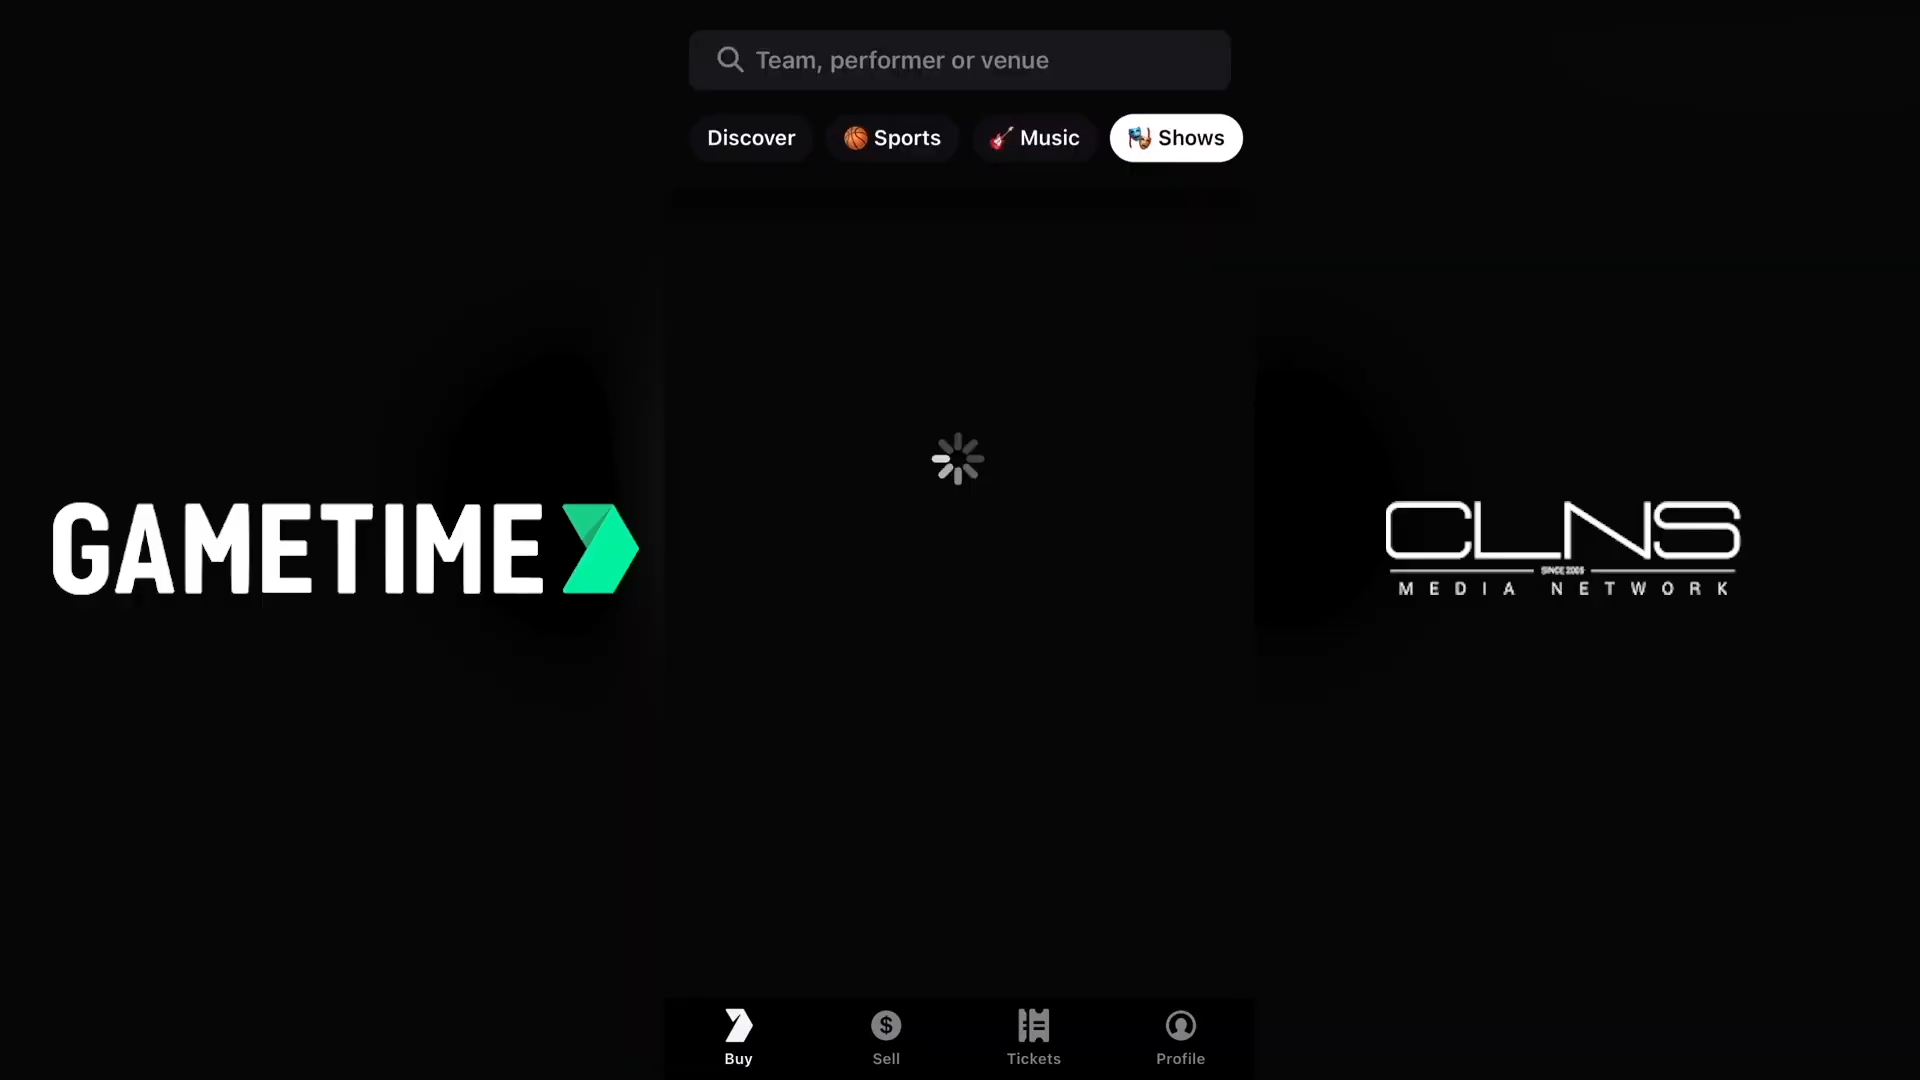 Team, performer or venue
Discover
Sports
Music
Shows
GAMETIME
CLNS
SINCE 2005
MEDIA NETWORK
$
Buy
Sell
Tickets
Profile